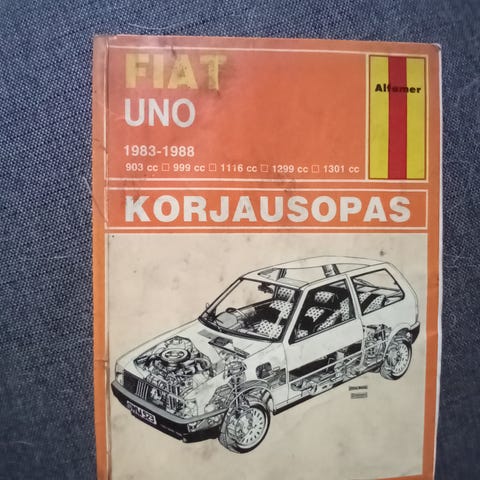 FIAT
UNO
Alfamer
1983-1988
903 cc □ 999 cc □ 1116 cc □ 1299 cc □ 1301 cc
KORJAUSOPAS